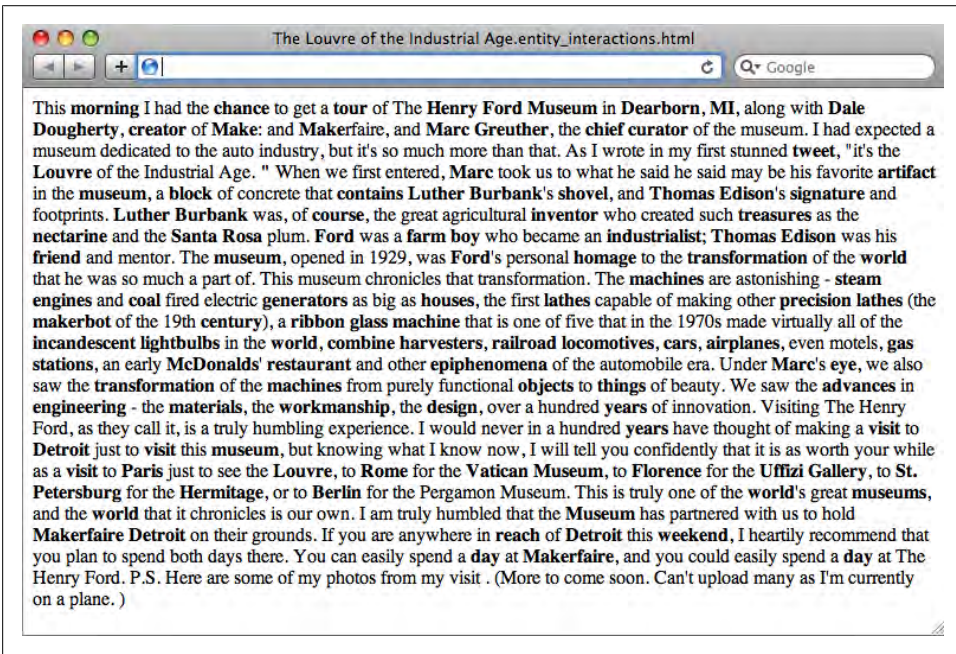 The Louvre of the Industrial Age.entity_interactions.html
+
Google
This morning I had the chance to get a tour of The Henry Ford Museum in Dearborn, MI, along with Dale
Dougherty, creator of Make: and Makerfaire, and Marc Greuther, the chief curator of the museum. I had expected a
museum dedicated to the auto industry, but it's so much more than that. As I wrote in my first stunned tweet, "it's the
Louvre of the Industrial Age. " When we first entered, Marc took us to what he said he said may be his favorite artifact
in the museum, a block of concrete that contains Luther Burbank's shovel, and Thomas Edison's signature and
footprints. Luther Burbank was, of course, the great agricultural inventor who created such treasures as the
nectarine and the Santa Rosa plum. Ford was a farm boy who became an industrialist; Thomas Edison was his
friend and mentor. The museum, opened in 1929, was Ford's personal homage to the transformation of the world
that he was so much a part of. This museum chronicles that transformation. The machines are astonishing - steam
engines and coal fired electric generators as big as houses, the first lathes capable of making other precision lathes (the
makerbot of the 19th century), a ribbon glass machine that is one of five that in the 1970s made virtually all of the
incandescent lightbulbs in the world, combine harvesters, railroad locomotives, cars, airplanes, even motels, gas
stations, an early McDonalds' restaurant and other epiphenomena of the automobile era. Under Marc's eye, we also
saw the transformation of the machines from purely functional objects to things of beauty. We saw the advances in
engineering - the materials, the workmanship, the design, over a hundred years of innovation. Visiting The Henry
Ford, as they call it, is a truly humbling experience. I would never in a hundred years have thought of making a visit to
Detroit just to visit this museum, but knowing what I know now, I will tell you confidently that it is as worth your while
as a visit to Paris just to see the Louvre, to Rome for the Vatican Museum, to Florence for the Uffizi Gallery, to St.
Petersburg for the Hermitage, or to Berlin for the Pergamon Museum. This is truly one of the world's great museums,
and the world that it chronicles is our own. I am truly humbled that the Museum has partnered with us to hold
Makerfaire Detroit on their grounds. If you are anywhere in reach of Detroit this weekend, I heartily recommend that
you plan to spend both days there. You can easily spend a day at Makerfaire, and you could easily spend a day at The
Henry Ford. P.S. Here are some of my photos from my visit . (More to come soon. Can't upload many as I'm currently
on a plane. )